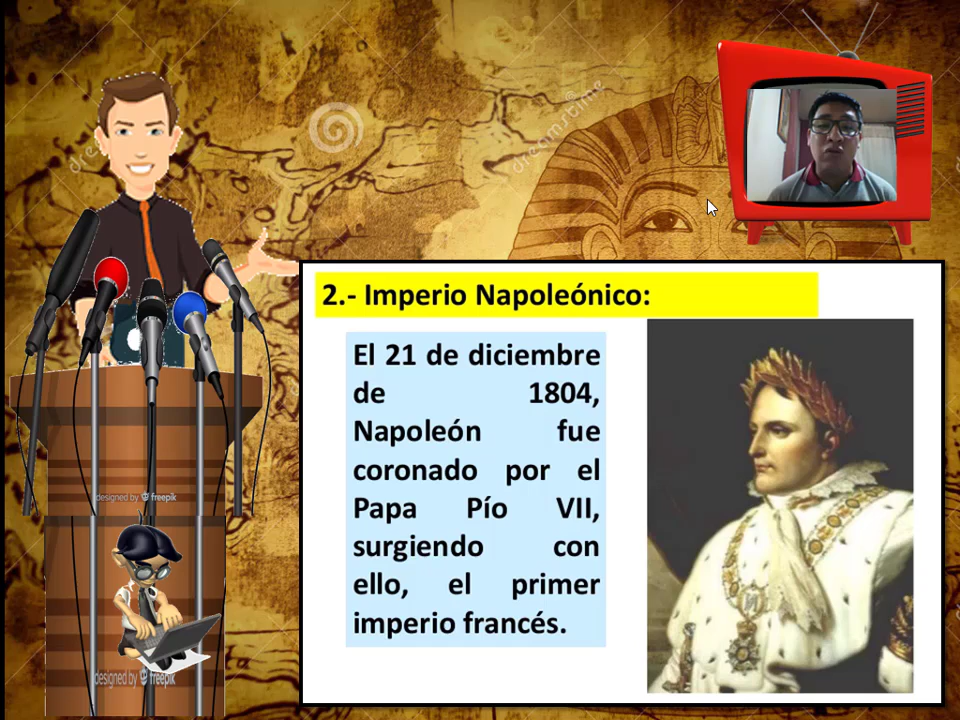 dreamstime
2.- Imperio Napoleónico:
El 21 de diciembre
de 1804,
Napoleón fue
coronado por el
Papa Pío VII,
surgiendo con
ello, el primer
imperio francés.
designed by freepik
designed by freepik